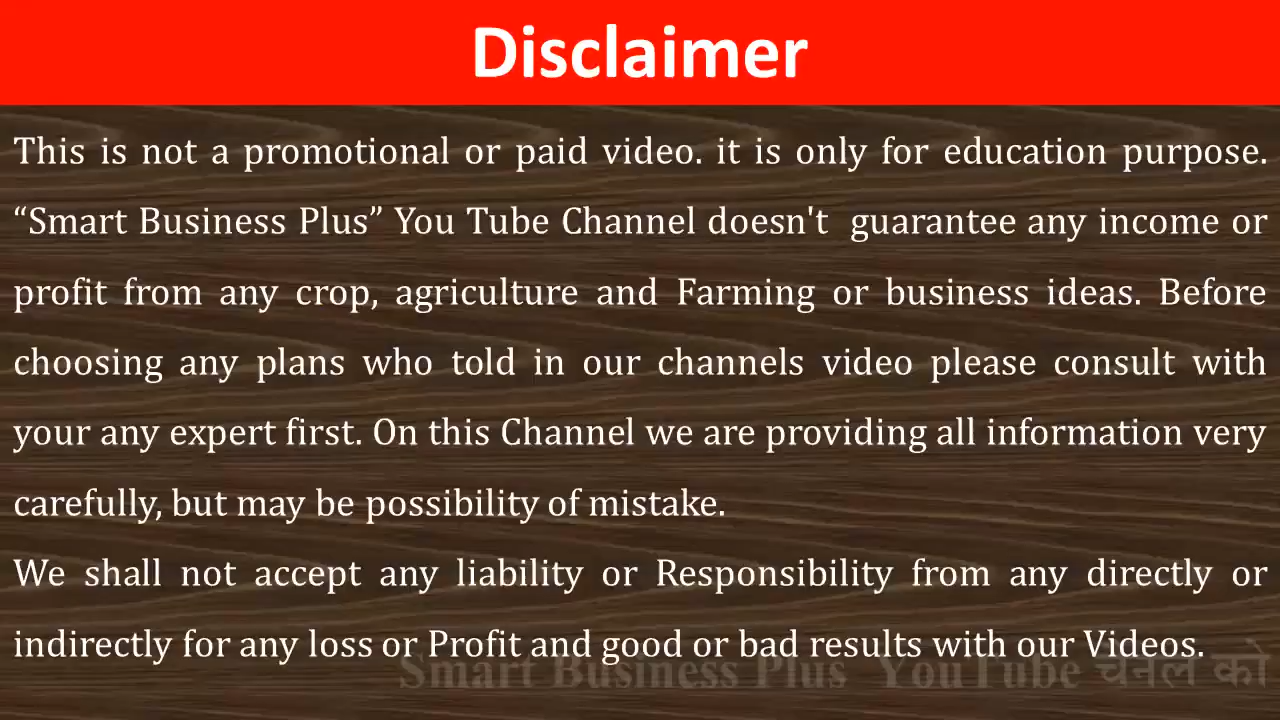 Disclaimer
This is not a promotional or paid video. it is only for education purpose.
“Smart Business Plus” You Tube Channel doesn't  guarantee any income or
profit from any crop, agriculture and Farming or business ideas. Before
choosing any plans who told in our channels video please consult with
your any expert first. On this Channel we are providing all information very
carefully, but may be possibility of mistake.
We shall not accept any liability or Responsibility from any directly or
indirectly for any loss or Profit and good or bad results with our Videos.
Smart Business Plus YouTube चैनल को